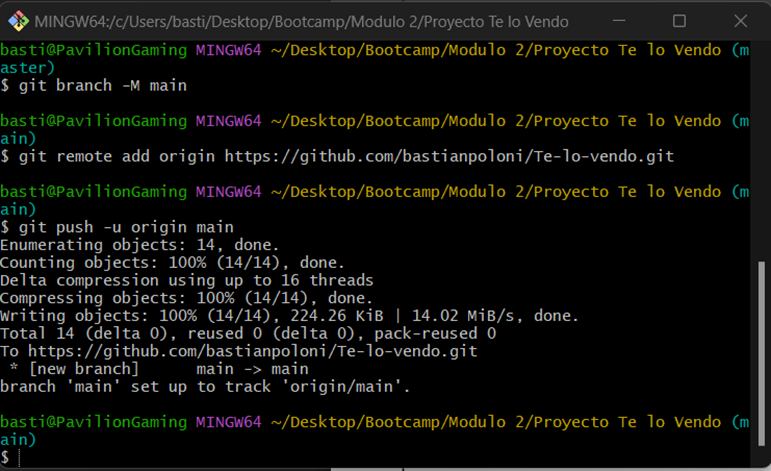 MINGW64:/c/Users/basti/Desktop/Bootcamp/Modulo 2/Proyecto Te lo Vendo
basti@PavilionGaming MINGW64 ~/Desktop/Bootcamp/Modulo 2/Proyecto Te lo Vendo (m
aster)
$ git branch -M main
basti@PavilionGaming MINGW64 ~/Desktop/Bootcamp/Modulo 2/Proyecto Te lo Vendo (m
ain)
$ git remote add origin https://github.com/bastianpoloni/Te-lo-vendo.git
basti@PavilionGaming MINGW64 ~/Desktop/Bootcamp/Modulo 2/Proyecto Te lo Vendo (m
ain)
$ git push -u origin main
Enumerating objects: 14, done.
Counting objects: 100% (14/14), done.
Delta compression using up to 16 threads
Compressing objects: 100% (14/14), done.
Writing objects: 100% (14/14), 224.26 KiB | 14.02 MiB/s, done.
Total 14 (delta 0), reused 0 (delta 0), pack-reused 0
To https://github.com/bastianpoloni/Te-lo-vendo.git
 * [new branch]      main -> main
branch 'main' set up to track 'origin/main'.
basti@PavilionGaming MINGW64 ~/Desktop/Bootcamp/Modulo 2/Proyecto Te lo Vendo (m
ain)
$